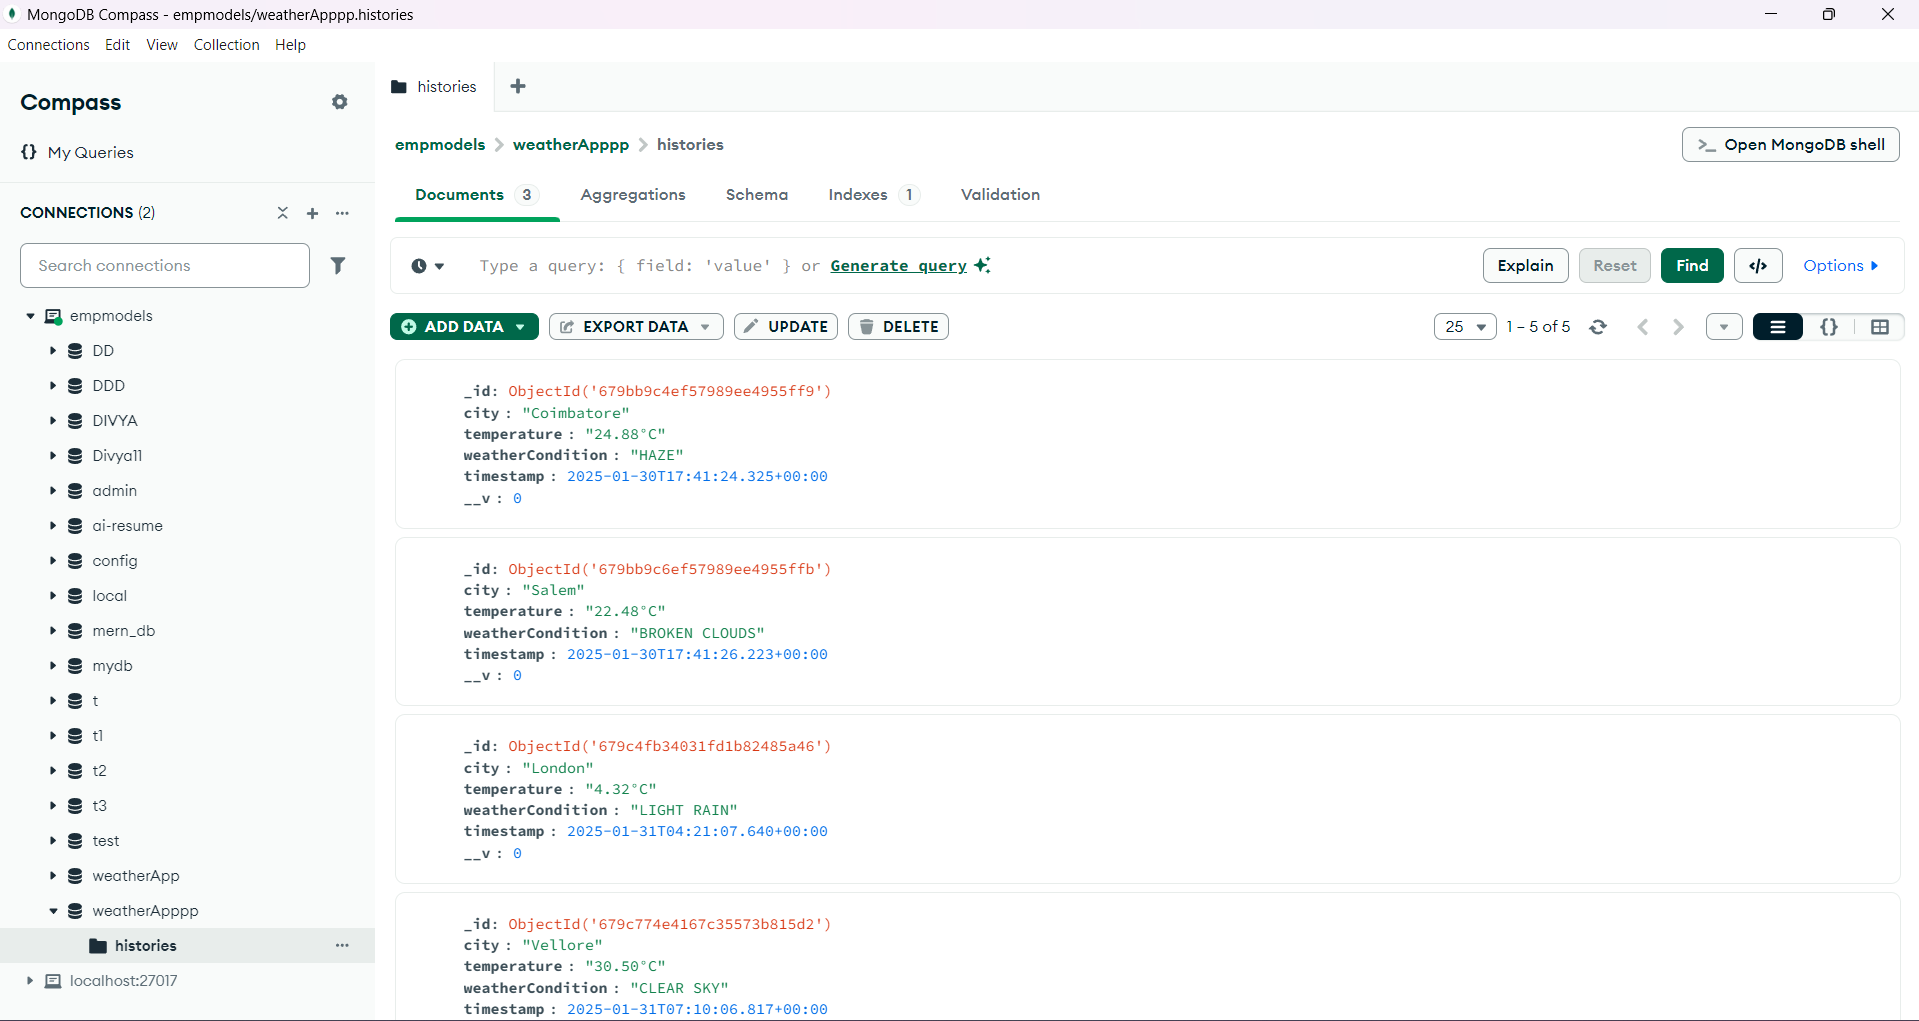 MongoDB Compass - empmodels/weatherApppp.histories
Connections Edit View Collection Help
Compass
{} My Queries
CONNECTIONS (2)
Search connections
empmodels
DD
DDD
DIVYA
Divya11
admin
ai-resume
config
local
mern_db
mydb
t
t1
t2
t3
test
weatherApp
weatherApppp
histories
localhost:27017
histories
empmodels > weatherApppp > histories
>_ Open MongoDB shell
Documents 3 Aggregations Schema Indexes 1 Validation
Type a query: { field: 'value' } or Generate query
Explain Reset Find </> Options
ADD DATA EXPORT DATA UPDATE DELETE
25 1 – 5 of 5 {}
_id: ObjectId('679bb9c4ef57989ee4955ff9')
city : "Coimbatore"
temperature : "24.88°C"
weatherCondition : "HAZE"
timestamp : 2025-01-30T17:41:24.325+00:00
__v : 0
_id: ObjectId('679bb9c6ef57989ee4955ffb')
city : "Salem"
temperature : "22.48°C"
weatherCondition : "BROKEN CLOUDS"
timestamp : 2025-01-30T17:41:26.223+00:00
__v : 0
_id: ObjectId('679c4fb34031fd1b82485a46')
city : "London"
temperature : "4.32°C"
weatherCondition : "LIGHT RAIN"
timestamp : 2025-01-31T04:21:07.640+00:00
__v : 0
_id: ObjectId('679c774e4167c35573b815d2')
city : "Vellore"
temperature : "30.50°C"
weatherCondition : "CLEAR SKY"
timestamp : 2025-01-31T07:10:06.817+00:00